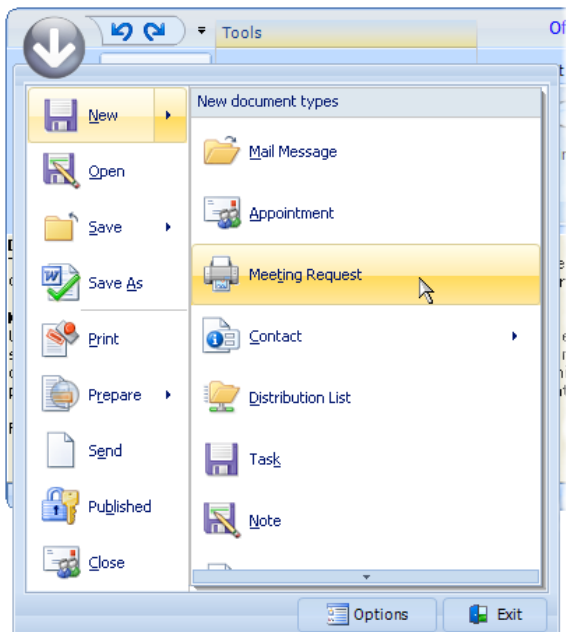 Tools
Of
New
Open
Save
Save As
Print
Prepare
Send
Published
Close
New document types
Mail Message
Appointment
Meeting Request
Contact
Distribution List
Task
Note
Options
Exit